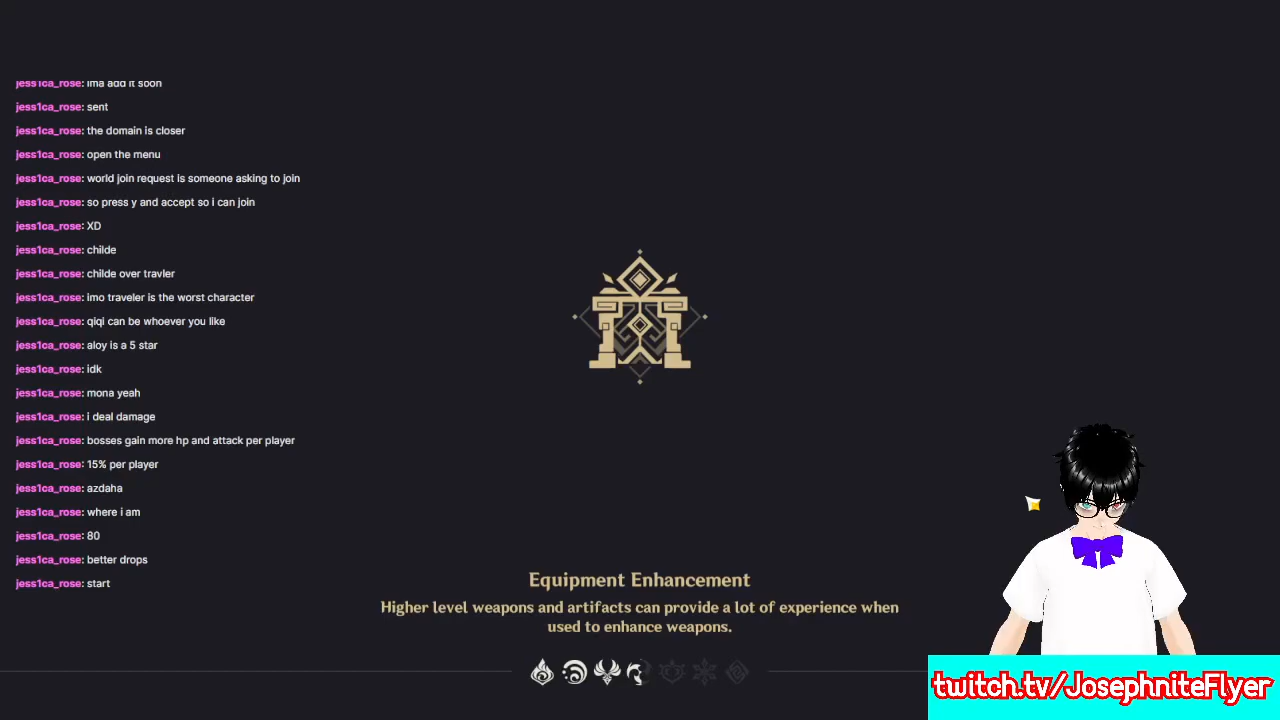 jess1ca_rose: ima add it soon
jess1ca_rose: sent
jess1ca_rose: the domain is closer
jess1ca_rose: open the menu
jess1ca_rose: world join request is someone asking to join
jess1ca_rose: so press y and accept so i can join
jess1ca_rose: XD
jess1ca_rose: childe
jess1ca_rose: childe over travler
jess1ca_rose: imo traveler is the worst character
jess1ca_rose: qiqi can be whoever you like
jess1ca_rose: aloy is a 5 star
jess1ca_rose: idk
jess1ca_rose: mona yeah
jess1ca_rose: i deal damage
jess1ca_rose: bosses gain more hp and attack per player
jess1ca_rose: 15% per player
jess1ca_rose: azdaha
jess1ca_rose: where i am
jess1ca_rose: 80
jess1ca_rose: better drops
jess1ca_rose: start
Equipment Enhancement
Higher level weapons and artifacts can provide a lot of experience when
used to enhance weapons.
twitch.tv/JosephniteFlyer